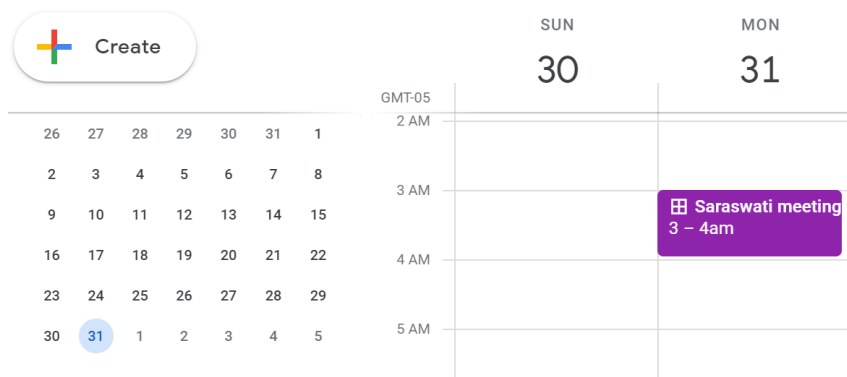 Create
SUN
MON
30
31
GMT-05
26 27 28 29 30 31 1
2 3 4 5 6 7 8
9 10 11 12 13 14 15
16 17 18 19 20 21 22
23 24 25 26 27 28 29
30 31 1 2 3 4 5
2 AM
3 AM
Saraswati meeting
3 – 4am
4 AM
5 AM